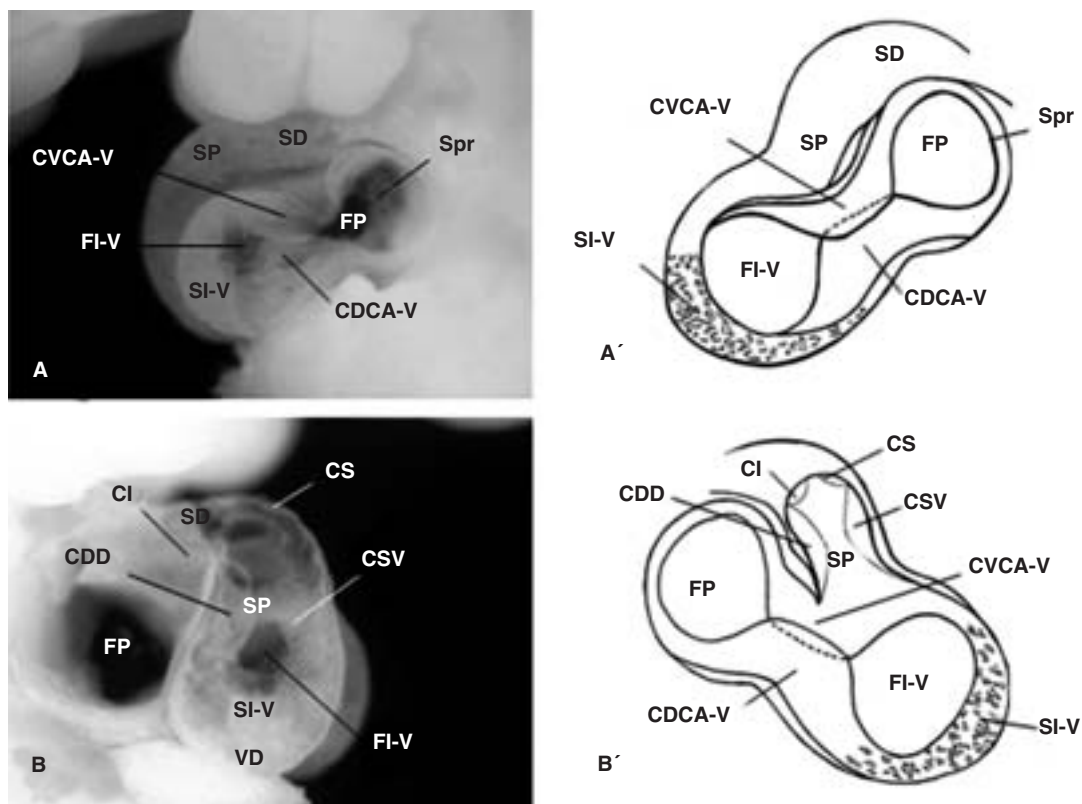 SD
SP
CVCA-V
Spr
FP
FI-V
SI-V
CDCA-V
A
SD
CVCA-V
Spr
SP
FP
SI-V
FI-V
CDCA-V
A´
CS
CI
SD
CDD
CSV
SP
FP
SI-V
FI-V
VD
B
CS
CI
CDD
CSV
SP
CVCA-V
FP
FI-V
CDCA-V
SI-V
B´